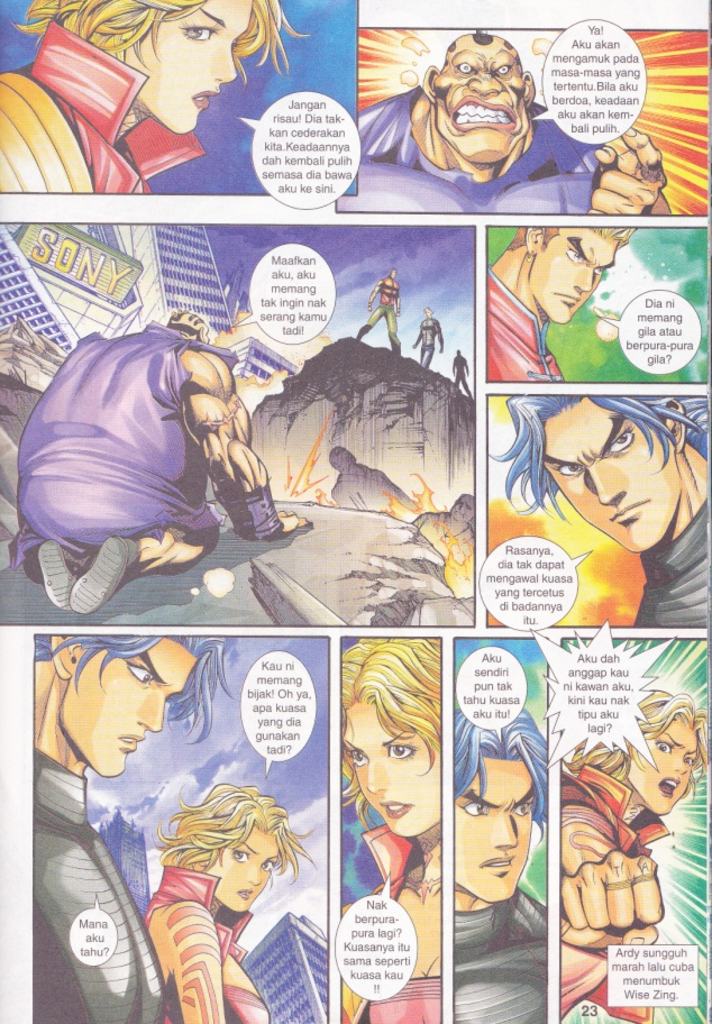 Jangan
risau! Dia tak-
kan cederakan
kita.Keadaannya
dah kembali pulih
semasa dia bawa
aku ke sini.
Ya!
Aku akan
mengamuk pada
masa-masa yang
tertentu.Bila aku
berdoa, keadaan
aku akan kem-
bali pulih.
SONY
Maafkan
aku, aku
memang
tak ingin nak
serang kamu
tadi!
Dia ni
memang
gila atau
berpura-pura
gila?
Rasanya,
dia tak dapat
mengawal kuasa
yang tercetus
di badannya
itu.
Kau ni
memang
bijak! Oh ya,
apa kuasa
yang dia
gunakan
tadi?
Mana
aku
tahu?
Nak
berpura-
pura lagi?
Kuasanya itu
sama seperti
kuasa kau
!!
Aku
sendiri
pun tak
tahu kuasa
aku itu!
Aku dah
anggap kau
ni kawan aku,
kini kau nak
tipu aku
lagi?
Ardy sungguh
marah lalu cuba
menumbuk
Wise Zing.
23